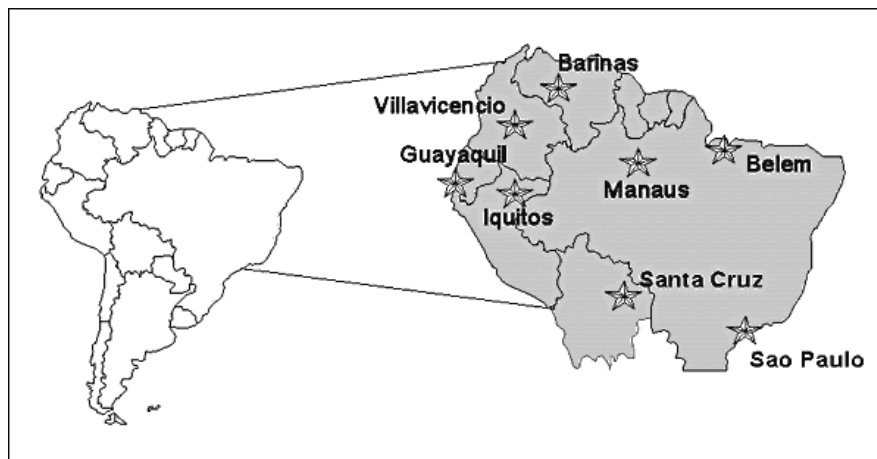 Barinas
Villavicencio
Guayaquil
Belem
Manaus
Iquitos
Santa Cruz
Sao Paulo